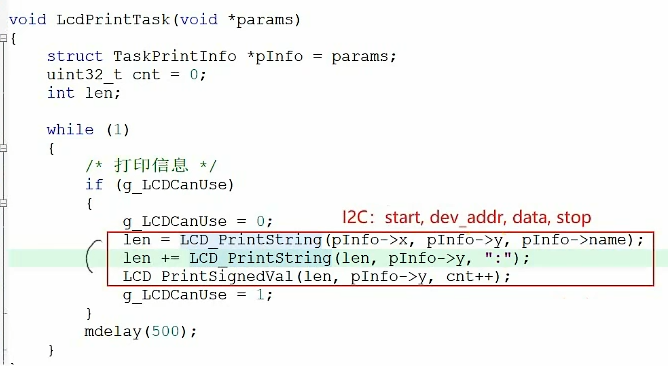 void LcdPrintTask(void *params)
{
struct TaskPrintInfo *pInfo = params;
uint32_t cnt = 0;
int len;
while (1)
{
/* 打印信息 */
if (g_LCDCanUse)
{
I2C: start, dev_addr, data, stop
g_LCDCanUse = 0;
len = LCD_PrintString(pInfo->x, pInfo->y, pInfo->name);
len += LCD_PrintString(len, pInfo->y, ":");
LCD_PrintSignedVal(len, pInfo->y, cnt++);
g_LCDCanUse = 1;
}
mdelay(500);
}
}